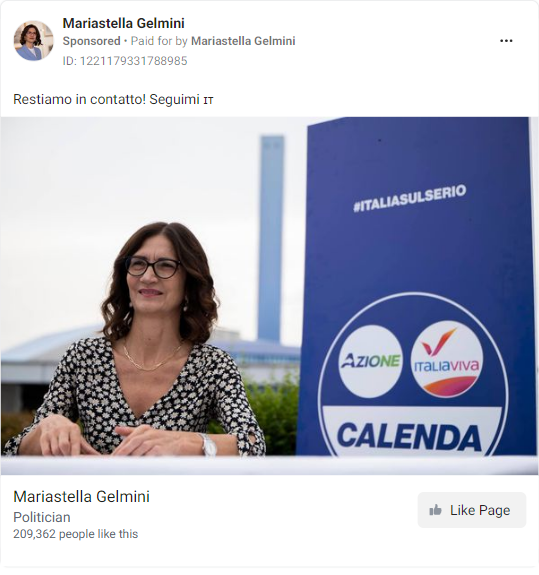 Mariastella Gelmini
Sponsored • Paid for by Mariastella Gelmini
ID: 1221179331788985
Restiamo in contatto! Seguimi IT
#ITALIASULSERIO
AZIONE
ITALIAVIVA
CALENDA
Mariastella Gelmini
Politician
209,362 people like this
Like Page